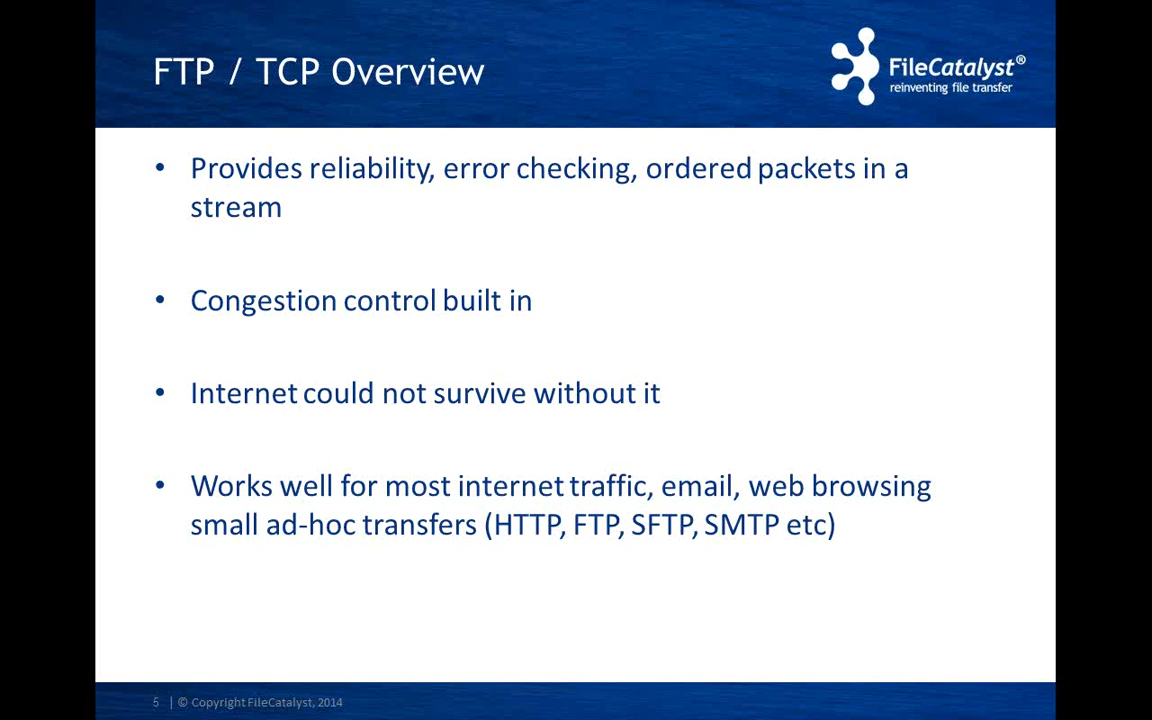 FTP / TCP Overview
FileCatalyst®
reinventing file transfer
• Provides reliability, error checking, ordered packets in a
stream
• Congestion control built in
• Internet could not survive without it
• Works well for most internet traffic, email, web browsing
small ad-hoc transfers (HTTP, FTP, SFTP, SMTP etc)
5 | © Copyright FileCatalyst, 2014